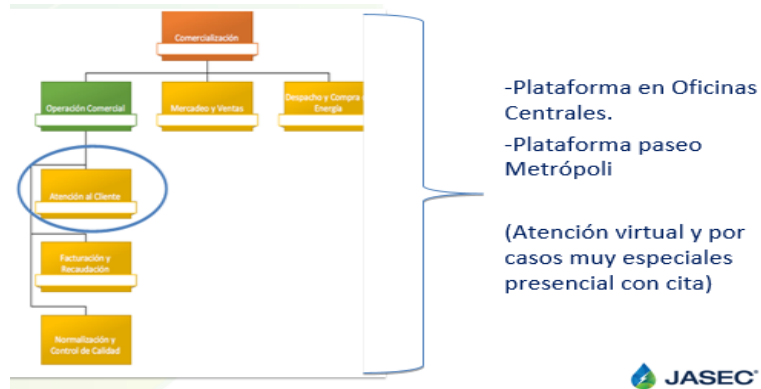 Comercialización
Operación Comercial
Mercadeo y Ventas
Despacho y Compra
Energía
Atención al Cliente
Facturación y
Recaudación
Normalización y
Control de Calidad
-Plataforma en Oficinas
Centrales.
-Plataforma paseo
Metrópoli
(Atención virtual y por
casos muy especiales
presencial con cita)
JASEC